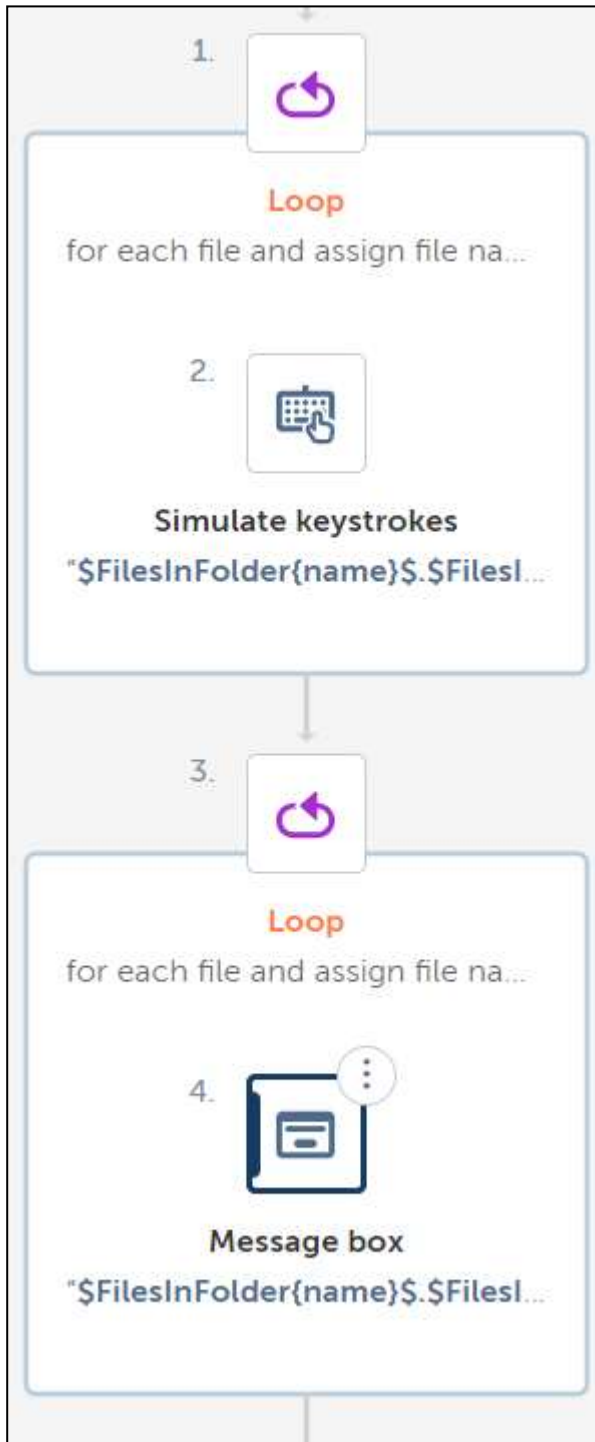 1.
Loop
for each file and assign file na...
2.
Simulate keystrokes
"$FilesInFolder{name}$.$FilesI...
3.
Loop
for each file and assign file na...
4.
Message box
"$FilesInFolder{name}$.$FilesI...